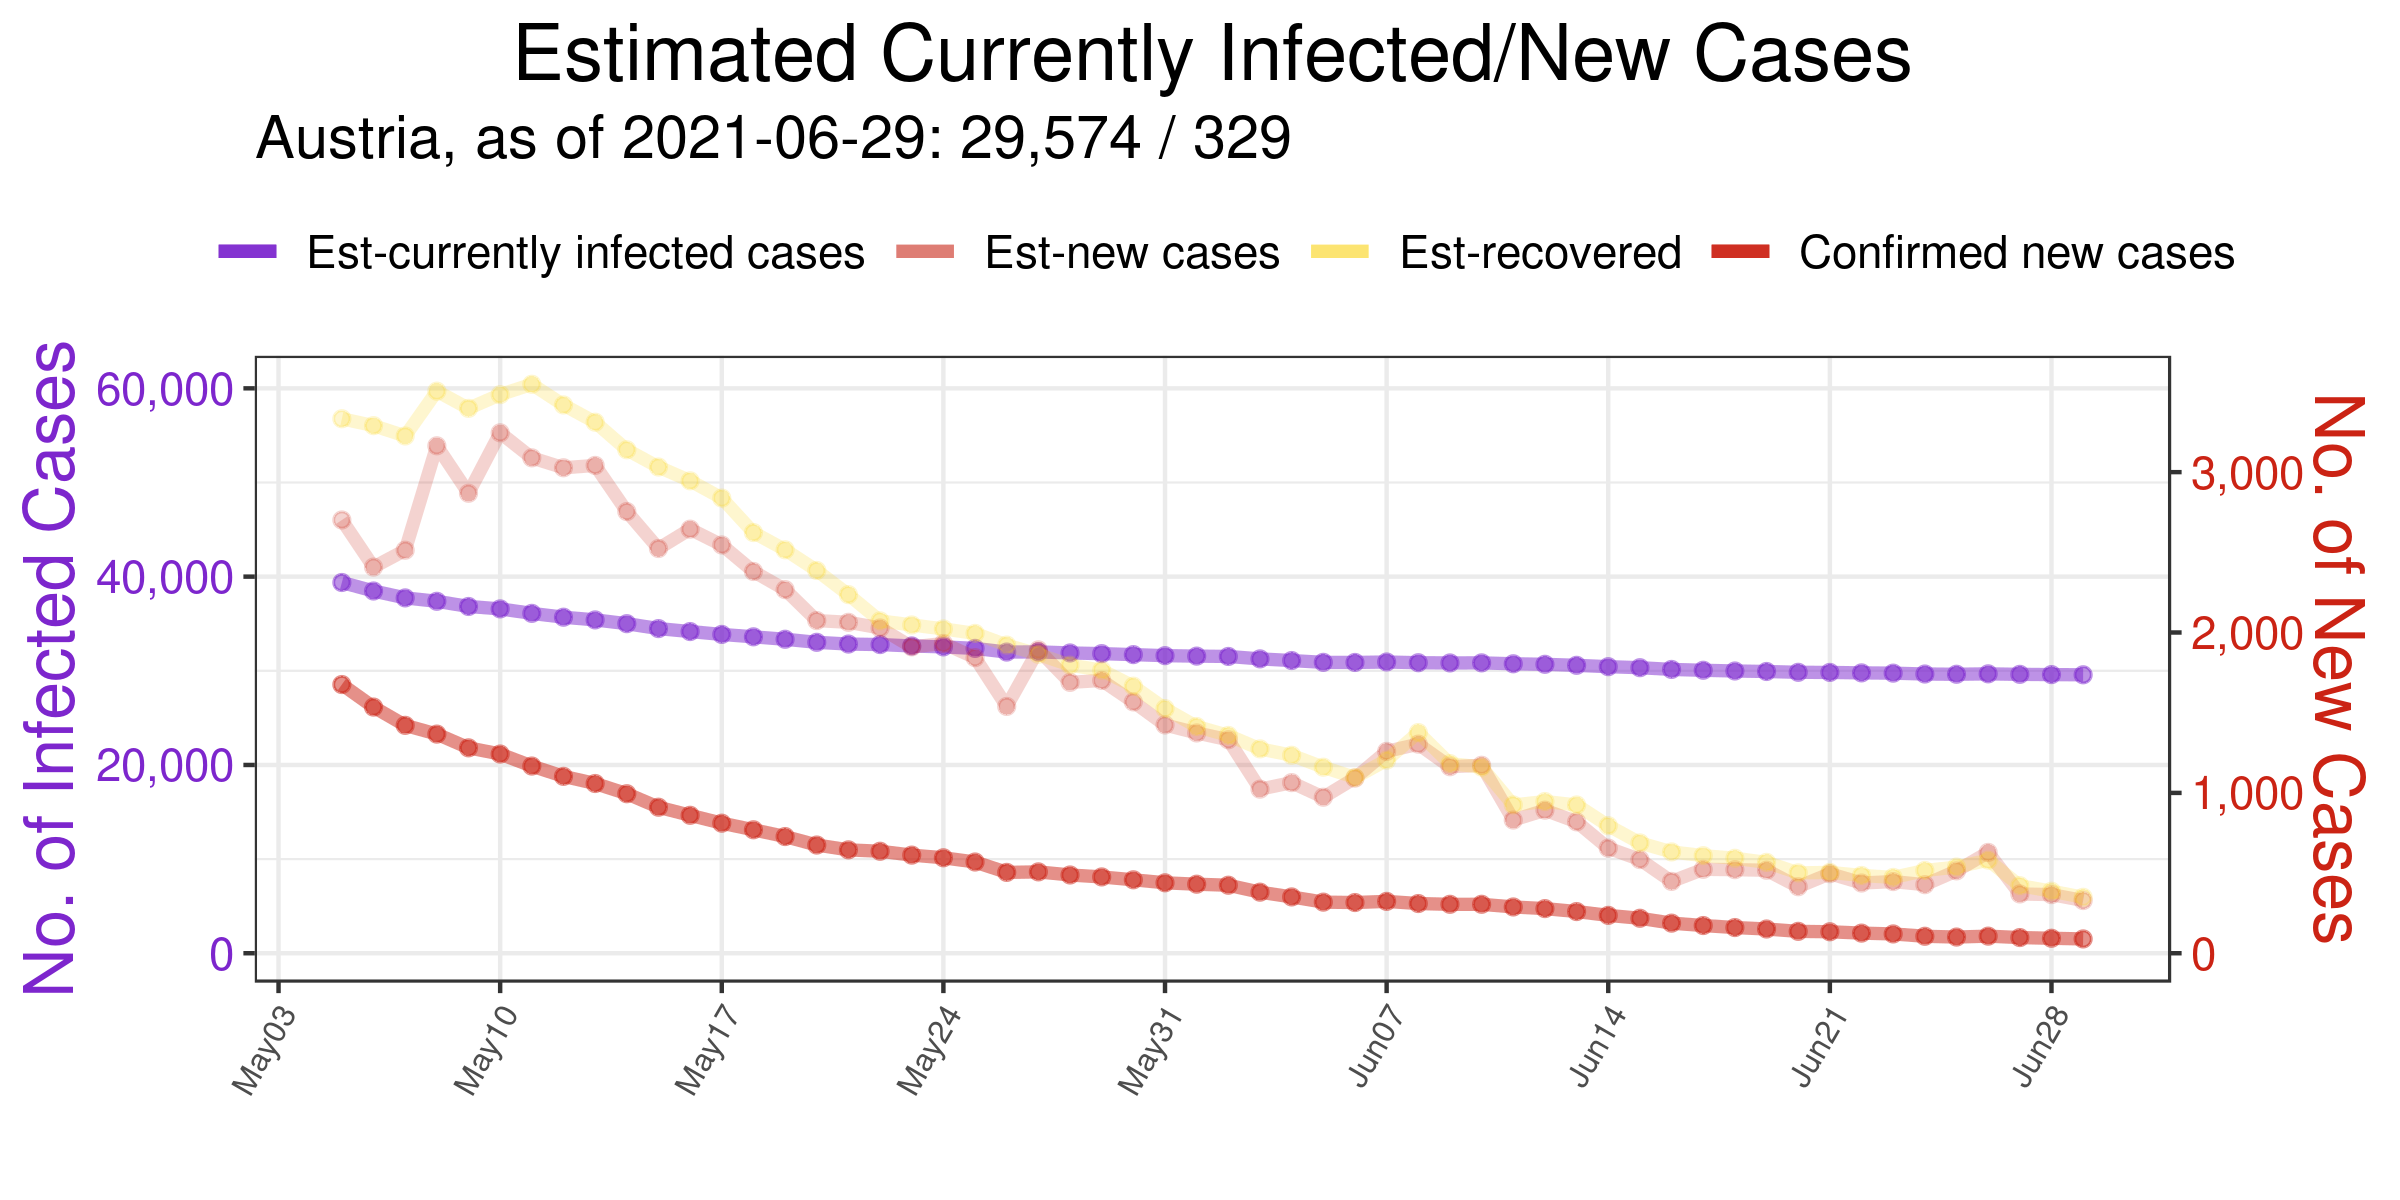 Estimated Currently Infected/New Cases
Austria, as of 2021-06-29: 29,574 / 329
Est-currently infected cases Est-new cases Est-recovered Confirmed new cases
No. of Infected Cases
60,000
40,000
20,000
0
3,000
2,000
1,000
0
No. of New Cases
May03 May10 May17 May24 May31 Jun07 Jun14 Jun21 Jun28